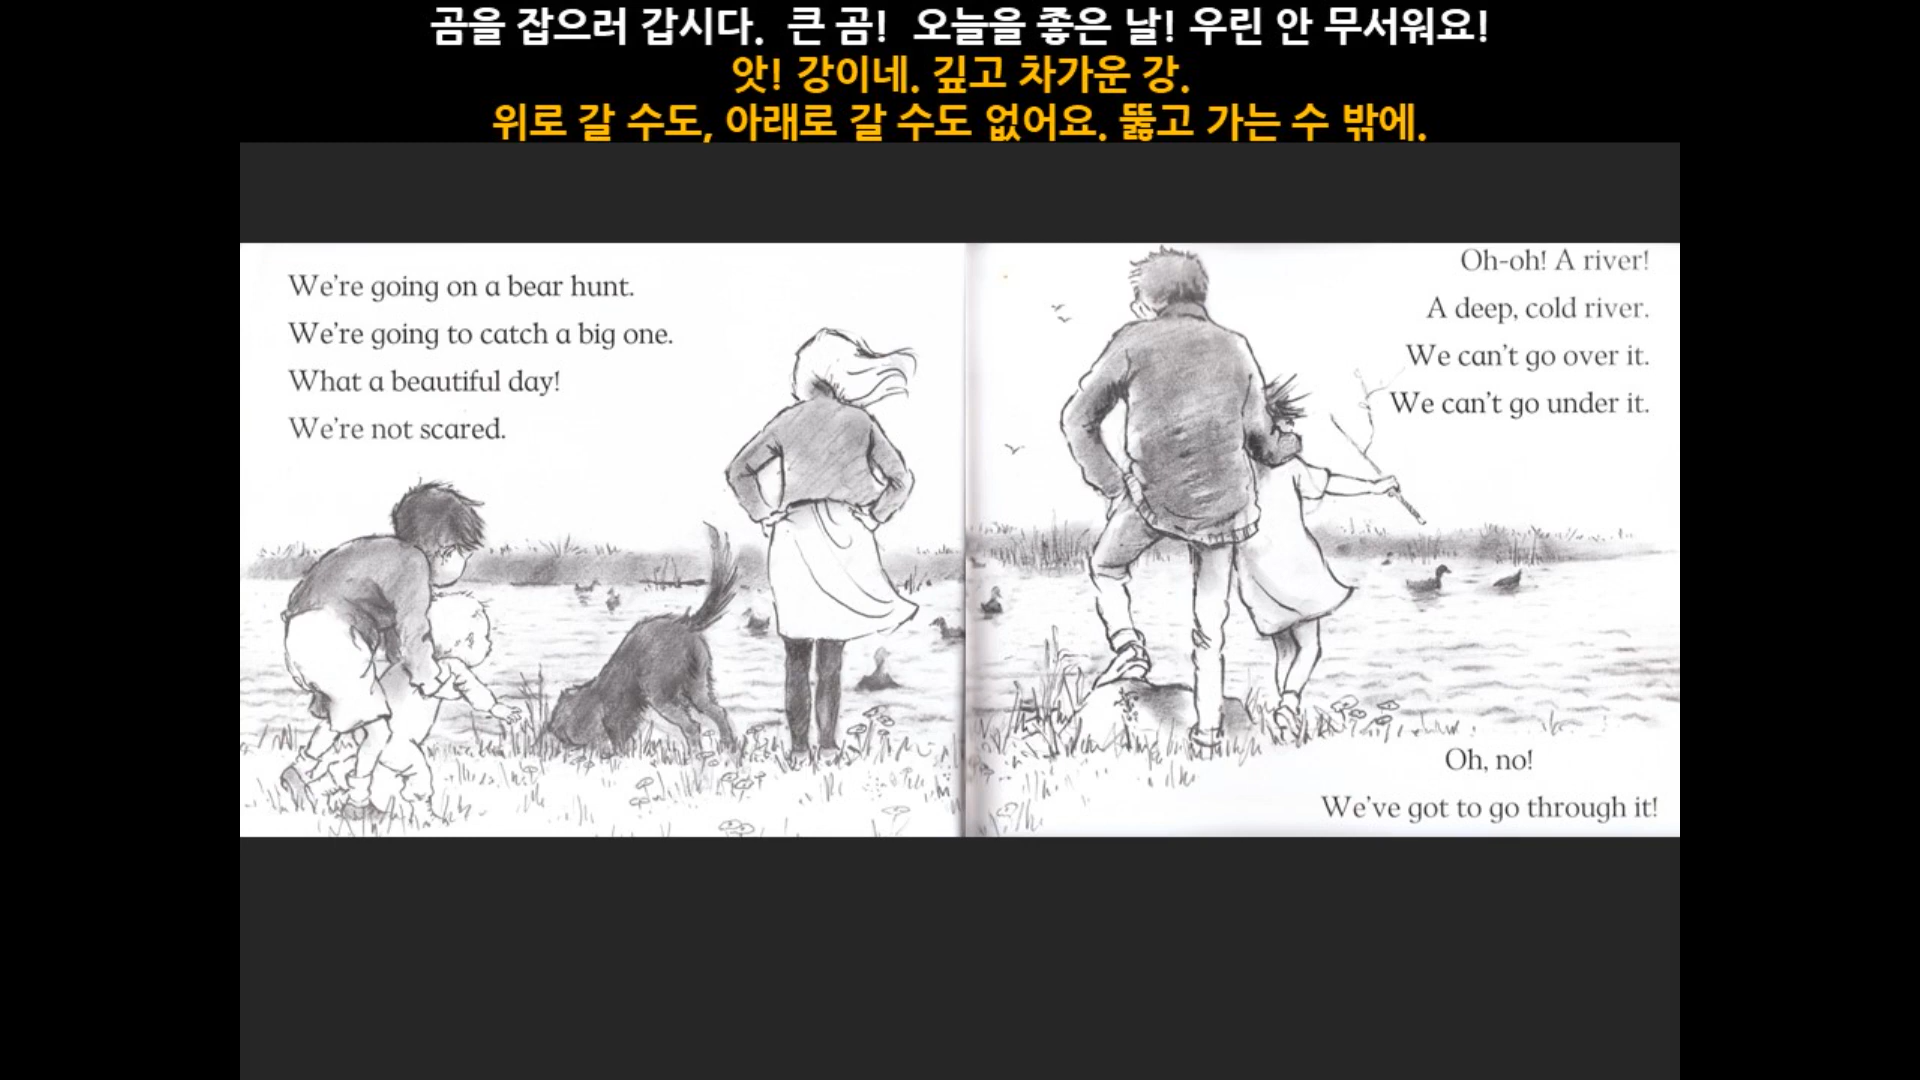 곰을 잡으러 갑시다.  큰 곰!  오늘을 좋은 날! 우린 안 무서워요!
앗! 강이네. 깊고 차가운 강.
위로 갈 수도, 아래로 갈 수도 없어요. 뚫고 가는 수 밖에.
We're going on a bear hunt.
We're going to catch a big one.
What a beautiful day!
We're not scared.
Oh-oh! A river!
A deep, cold river.
We can't go over it.
We can't go under it.
Oh, no!
We've got to go through it!